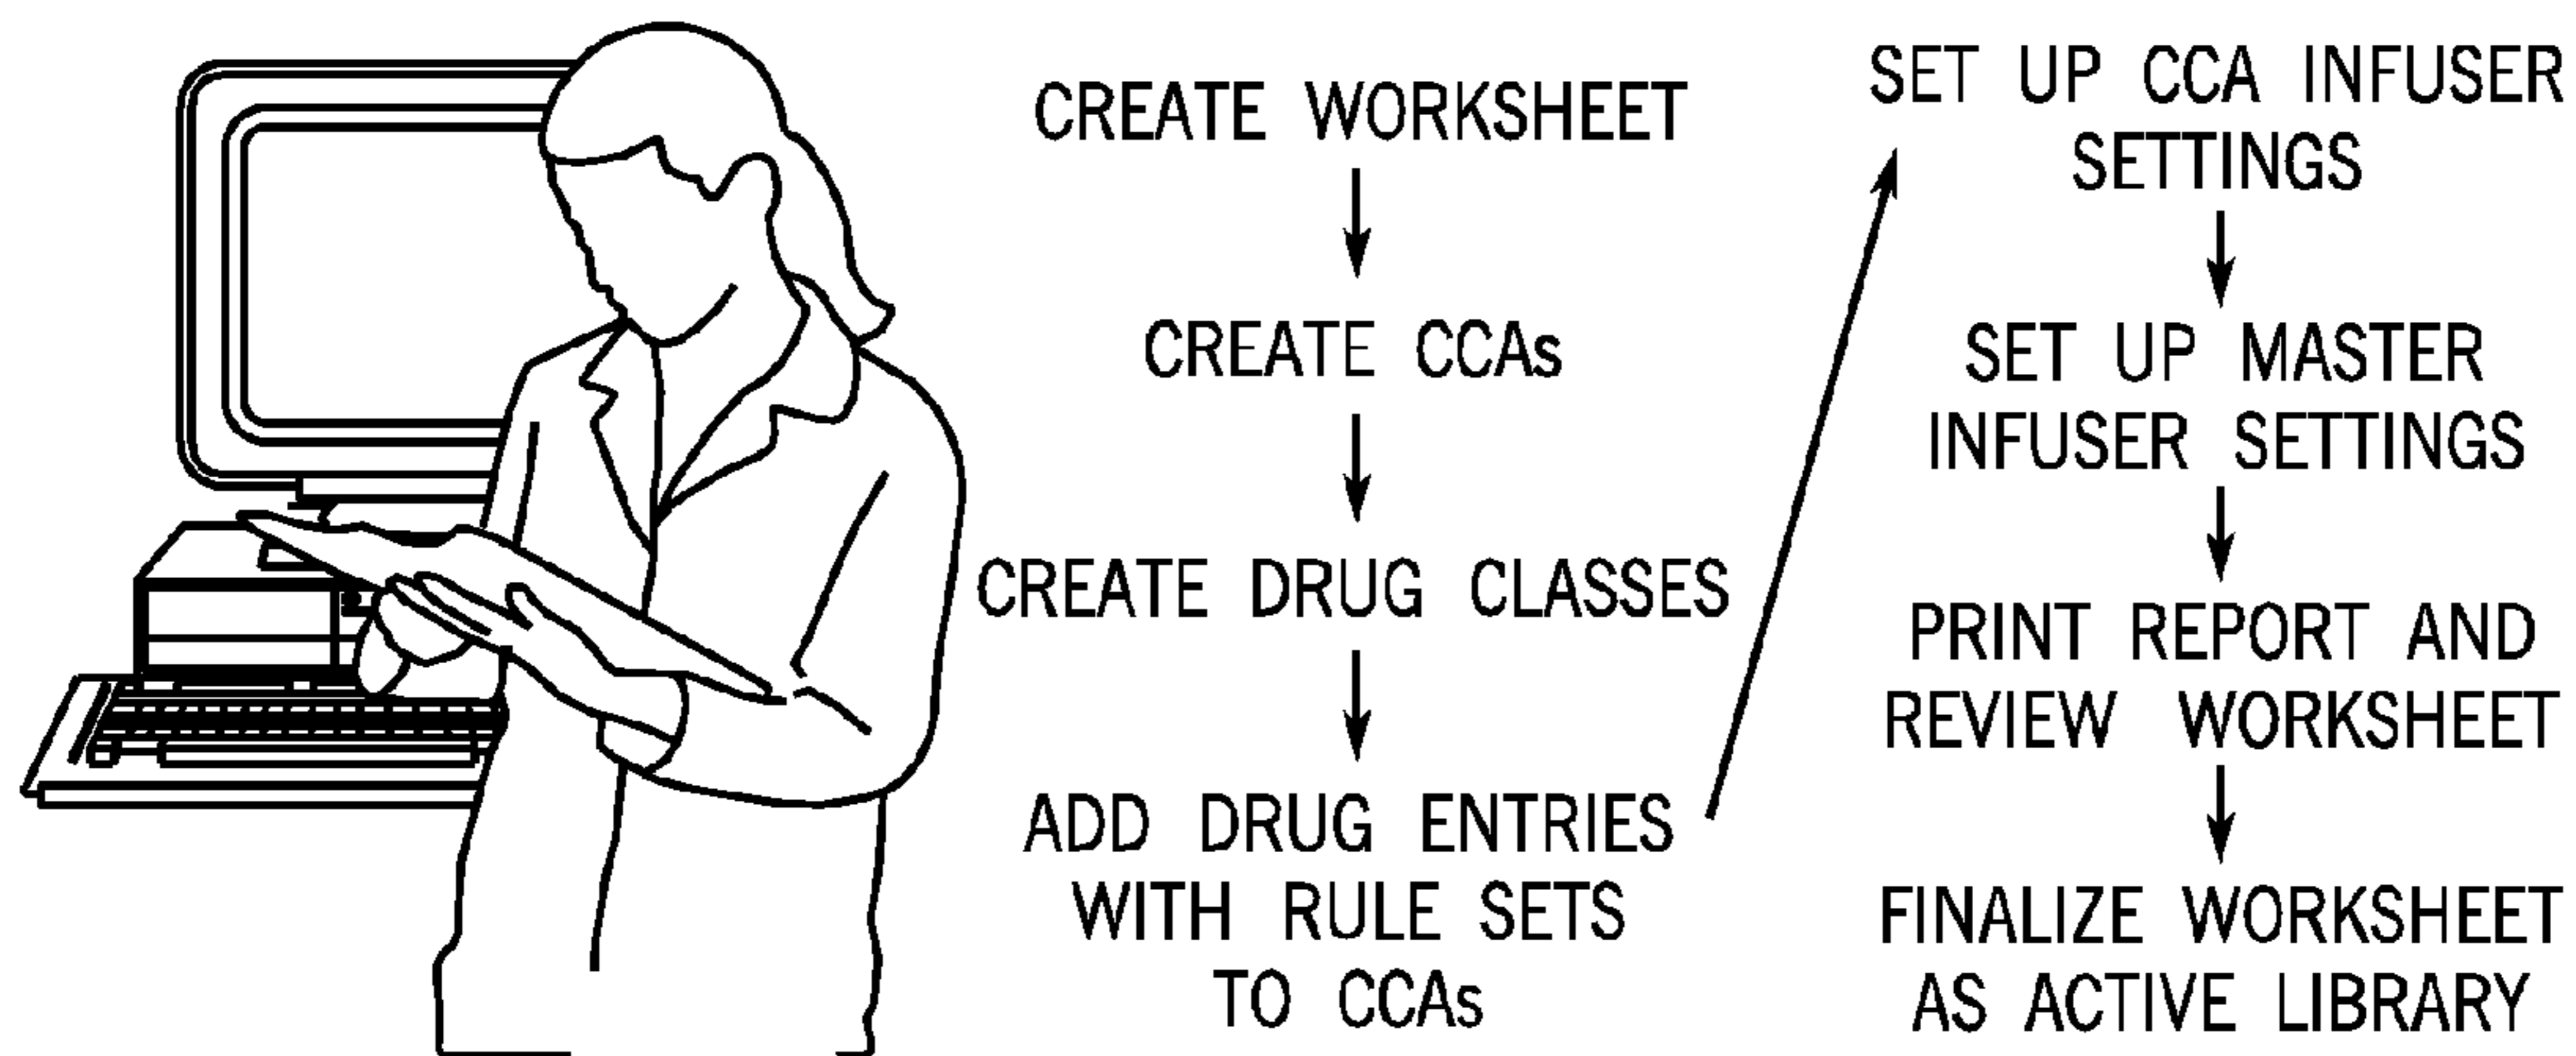 CREATE WORKSHEET
CREATE CCAs
CREATE DRUG CLASSES
ADD DRUG ENTRIES
WITH RULE SETS
TO CCAs
SET UP CCA INFUSER
SETTINGS
SET UP MASTER
INFUSER SETTINGS
PRINT REPORT AND
REVIEW WORKSHEET
FINALIZE WORKSHEET
AS ACTIVE LIBRARY